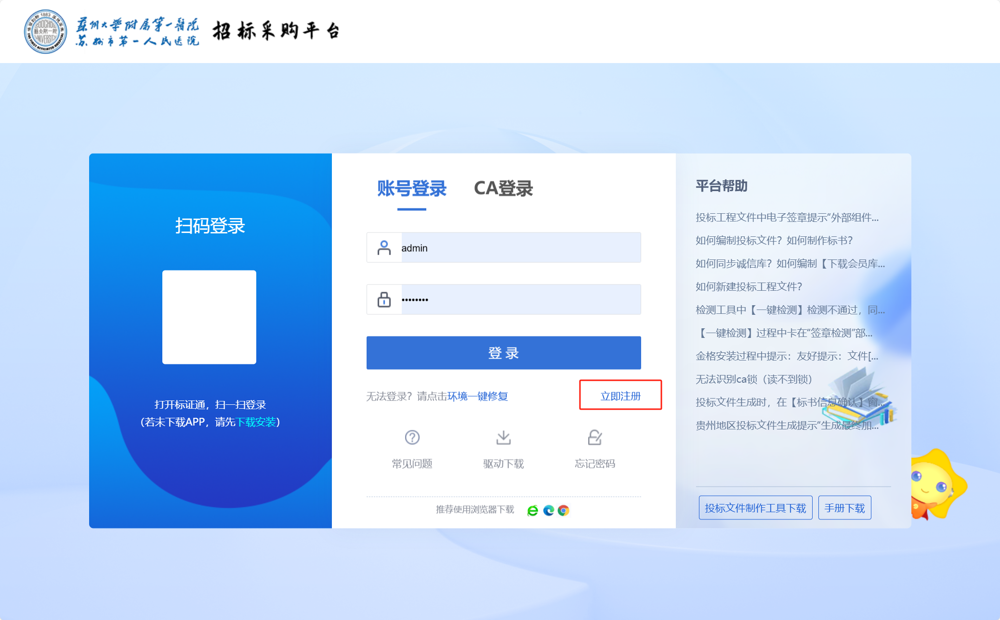 蘇州大學附属第一醫院
苏州市第一人民医院
招标采购平台
扫码登录
打开标证通，扫一扫登录
(若未下载APP，请先下载安装)
账号登录
CA登录
admin
••••••••
登 录
无法登录？请点击环境一键修复
立即注册
常见问题
驱动下载
忘记密码
推荐使用浏览器下载
平台帮助
投标工程文件中电子签章提示“外部组件...
如何编制投标文件？如何制作标书？
如何同步诚信库？如何编制【下载会员库...
如何新建投标工程文件？
检测工具中【一键检测】检测不通过，同...
【一键检测】过程中卡在“签章检测”部...
金格安装过程中提示：友好提示：文件[...
无法识别ca锁（读不到锁）
投标文件生成时，在【标书信息确认】窗...
贵州地区投标文件生成提示“生成最终加...
投标文件制作工具下载
手册下载